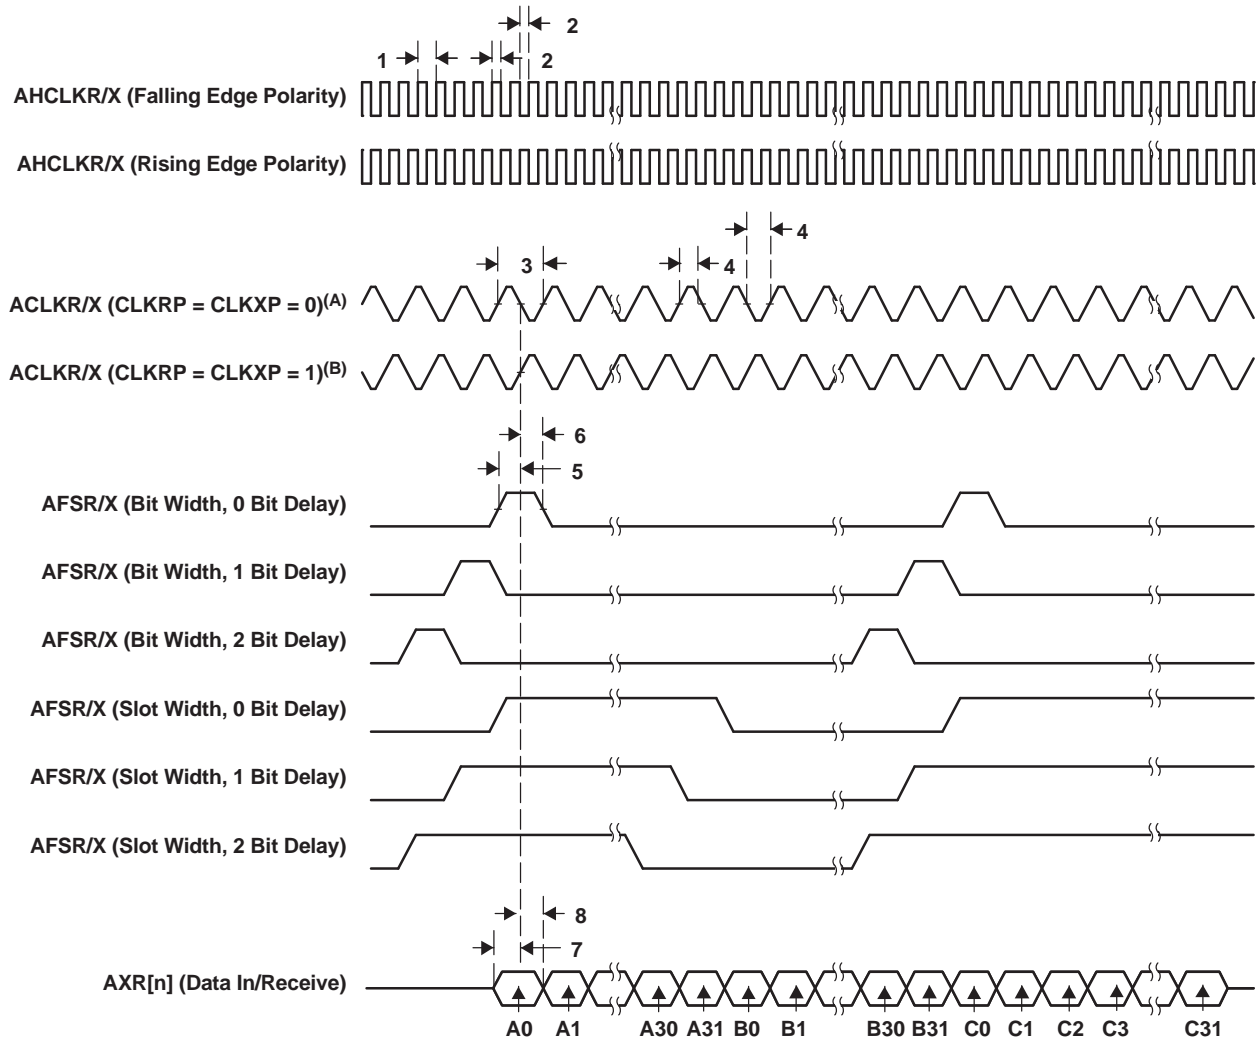 2
1
2
AHCLKR/X (Falling Edge Polarity)
AHCLKR/X (Rising Edge Polarity)
4
3
4
ACLKR/X (CLKRP = CLKXP = 0)(A)
ACLKR/X (CLKRP = CLKXP = 1)(B)
6
5
AFSR/X (Bit Width, 0 Bit Delay)
AFSR/X (Bit Width, 1 Bit Delay)
AFSR/X (Bit Width, 2 Bit Delay)
AFSR/X (Slot Width, 0 Bit Delay)
AFSR/X (Slot Width, 1 Bit Delay)
AFSR/X (Slot Width, 2 Bit Delay)
8
7
AXR[n] (Data In/Receive)
A0 A1 A30 A31 B0 B1 B30 B31 C0 C1 C2 C3 C31